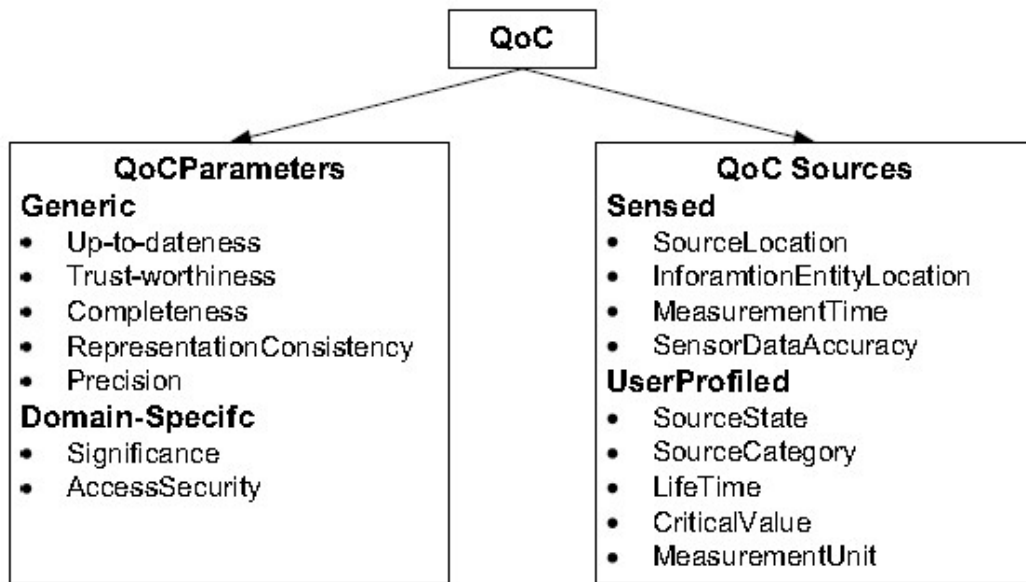 QoC
QoCParameters
Generic
• Up-to-dateness
• Trust-worthiness
• Completeness
• RepresentationConsistency
• Precision
Domain-Specifc
• Significance
• AccessSecurity
QoC Sources
Sensed
• SourceLocation
• InforamtionEntityLocation
• MeasurementTime
• SensorDataAccuracy
UserProfiled
• SourceState
• SourceCategory
• LifeTime
• CriticalValue
• MeasurementUnit